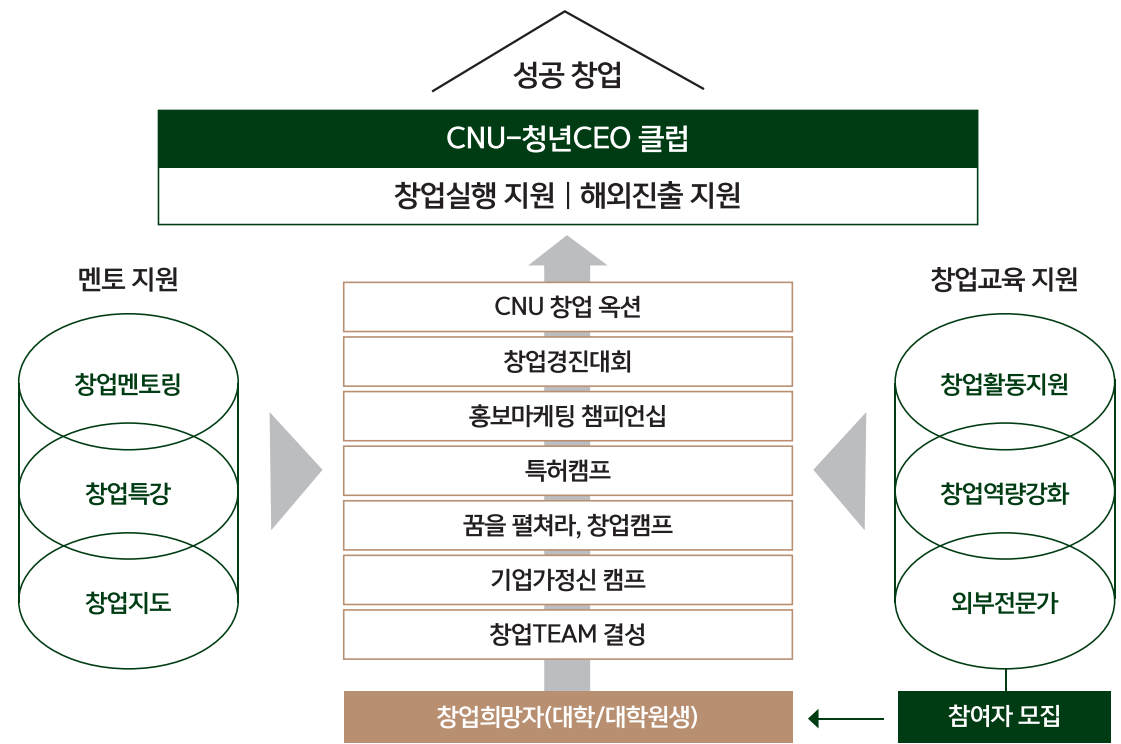 성공 창업
CNU-청년CEO 클럽
창업실행 지원 | 해외진출 지원
멘토 지원
창업멘토링
창업특강
창업지도
CNU 창업 옥션
창업경진대회
홍보마케팅 챔피언십
특허캠프
꿈을 펼쳐라, 창업캠프
기업가정신 캠프
창업TEAM 결성
창업희망자(대학/대학원생)
창업교육 지원
창업활동지원
창업역량강화
외부전문가
참여자 모집